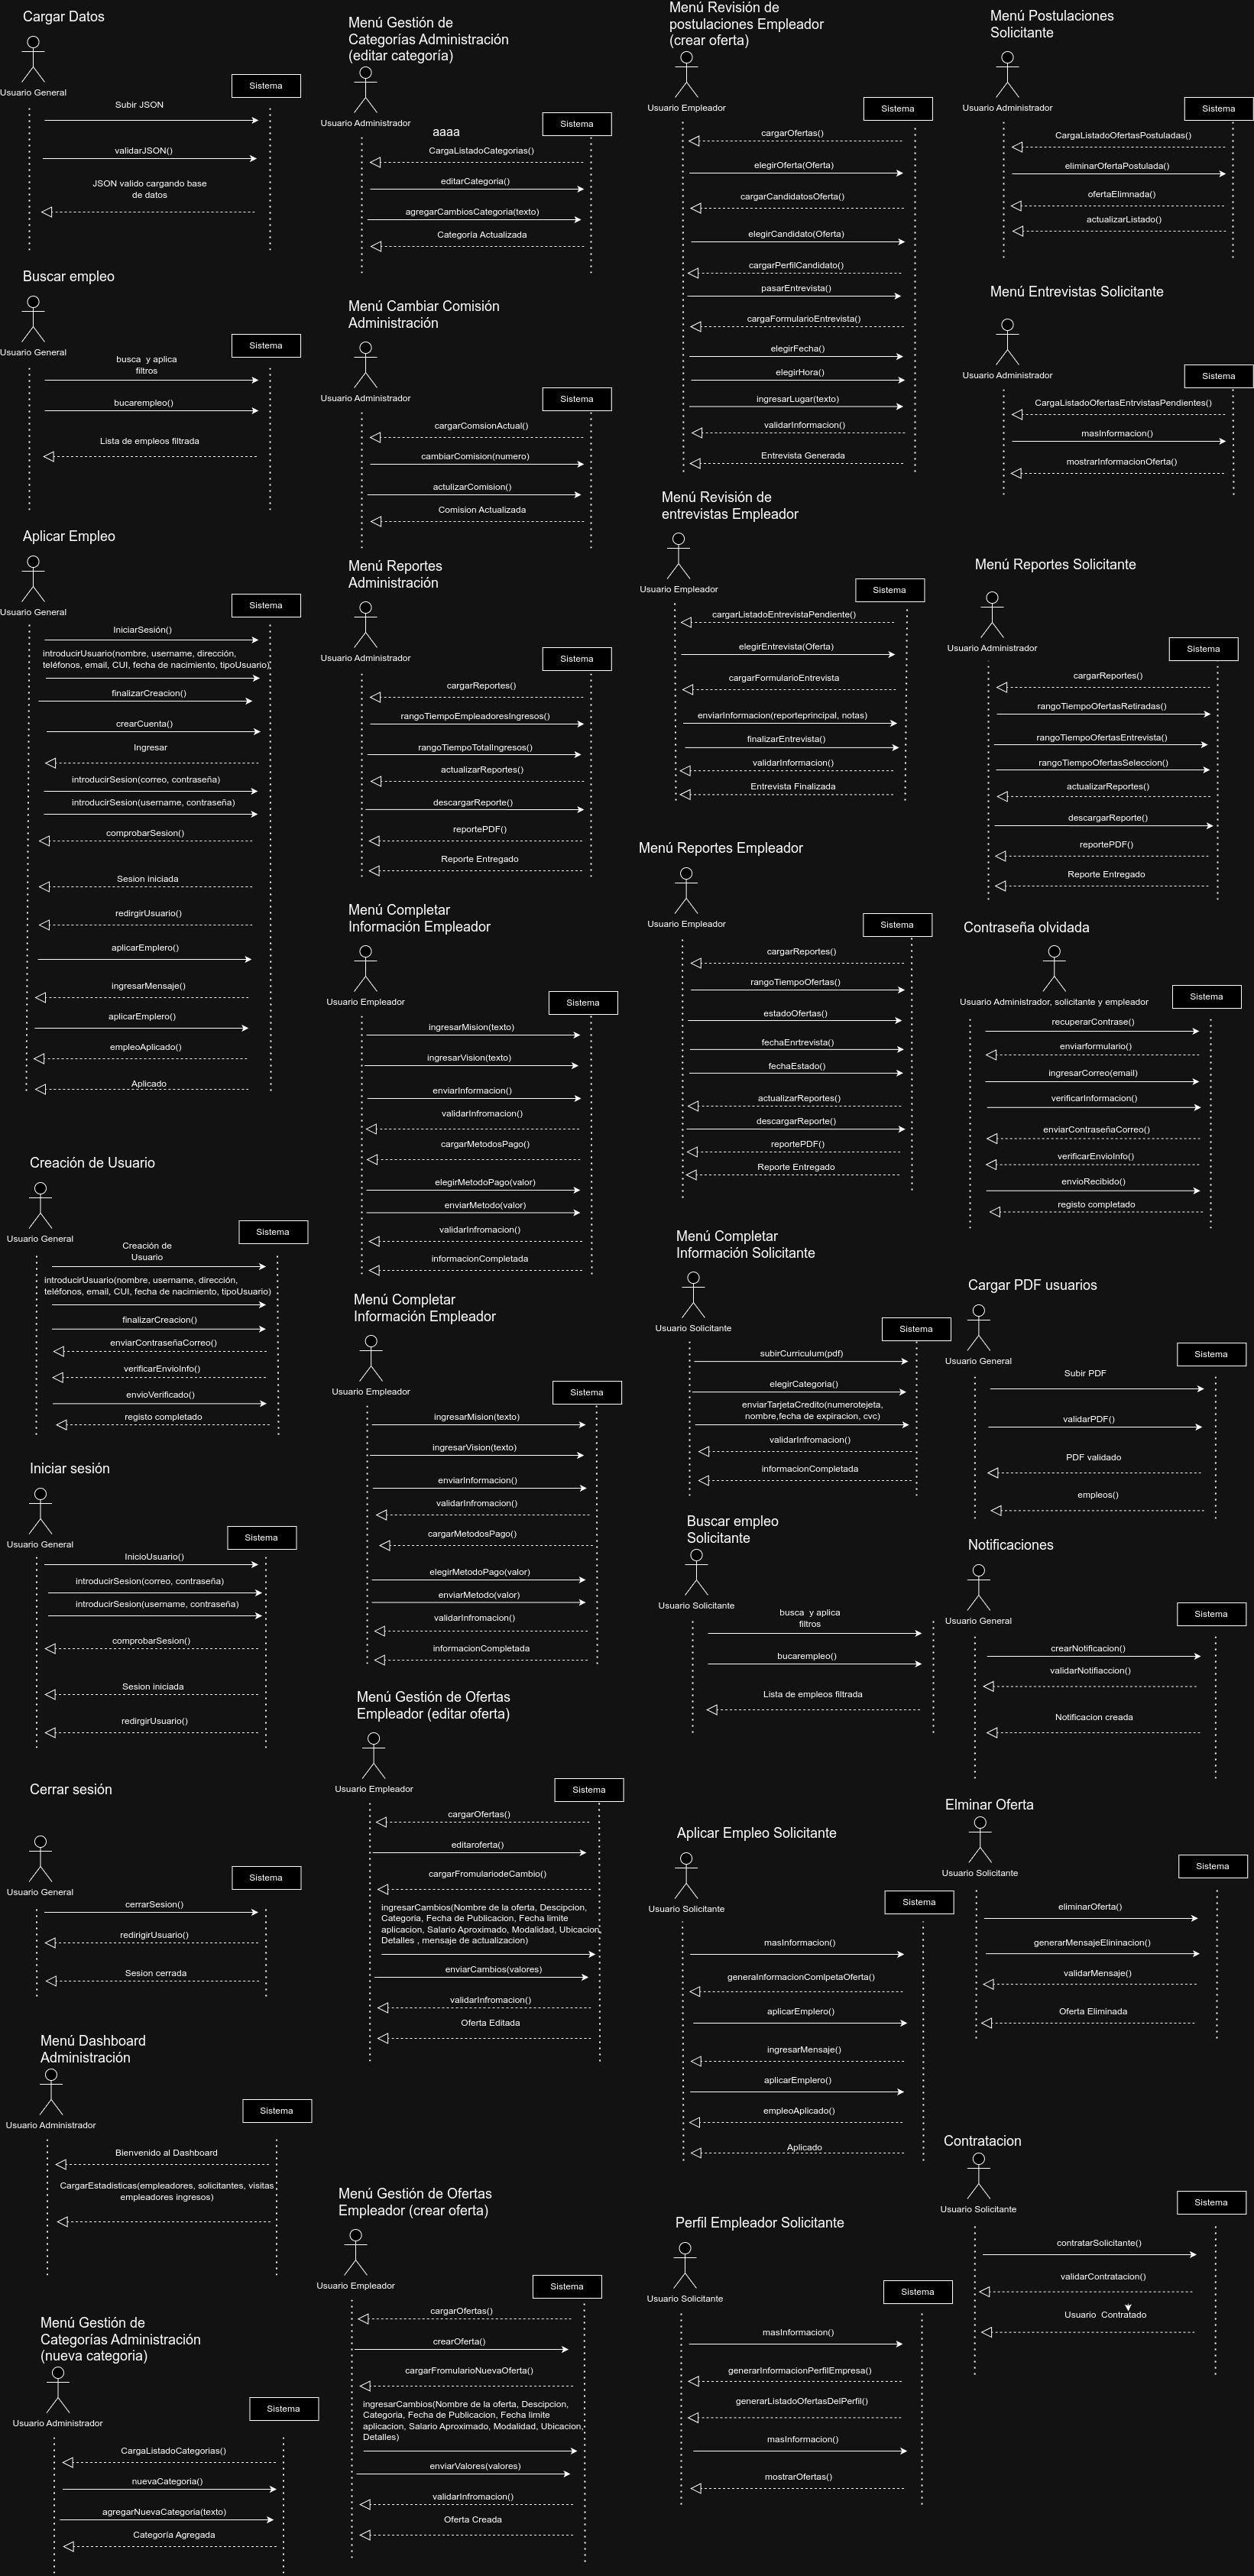 Cargar Datos
Usuario General
Sistema
Subir JSON
validarJSON()
JSON valido cargando base
de datos
Buscar empleo
Usuario General
Sistema
busca y aplica
filtros
bucarempleo()
Lista de empleos filtrada
Aplicar Empleo
Usuario General
Sistema
IniciarSesión()
introducirUsuario(nombre, username, dirección,
teléfonos, email, CUI, fecha de nacimiento, tipoUsuario)
finalizarCreacion()
crearCuenta()
Ingresar
introducirSesion(correo, contraseña)
introducirSesion(username, contraseña)
comprobarSesion()
Sesion iniciada
redirgirUsuario()
aplicarEmplero()
ingresarMensaje()
aplicarEmplero()
empleoAplicado()
Aplicado
Creación de Usuario
Usuario General
Sistema
Creación de
Usuario
introducirUsuario(nombre, username, dirección,
teléfonos, email, CUI, fecha de nacimiento, tipoUsuario)
finalizarCreacion()
enviarContraseñaCorreo()
verificarEnvioInfo()
envioVerificado()
registo completado
Iniciar sesión
Usuario General
Sistema
InicioUsuario()
introducirSesion(correo, contraseña)
introducirSesion(username, contraseña)
comprobarSesion()
Sesion iniciada
redirgirUsuario()
Cerrar sesión
Usuario General
Sistema
cerrarSesion()
redirigirUsuario()
Sesion cerrada
Menú Dashboard
Administración
Usuario Administrador
Sistema
Bienvenido al Dashboard
CargarEstadisticas(empleadores, solicitantes, visitas
empleadores ingresos)
Menú Gestión de
Categorías Administración
(nueva categoria)
Usuario Administrador
Sistema
CargaListadoCategorias()
nuevaCategoria()
agregarNuevaCategoria(texto)
Categoría Agregada
Menú Gestión de
Categorías Administración
(editar categoría)
Usuario Administrador
Sistema
aaaa
CargaListadoCategorias()
editarCategoria()
agregarCambiosCategoria(texto)
Categoría Actualizada
Menú Cambiar Comisión
Administración
Usuario Administrador
Sistema
cargarComsionActual()
cambiarComision(numero)
actulizarComision()
Comision Actualizada
Menú Reportes
Administración
Usuario Administrador
Sistema
cargarReportes()
rangoTiempoEmpleadoresIngresos()
rangoTiempoTotalIngresos()
actualizarReportes()
descargarReporte()
reportePDF()
Reporte Entregado
Menú Completar
Información Empleador
Usuario Empleador
Sistema
ingresarMision(texto)
ingresarVision(texto)
enviarInformacion()
validarInfromacion()
cargarMetodosPago()
elegirMetodoPago(valor)
enviarMetodo(valor)
validarInfromacion()
informacionCompletada
Menú Completar
Información Empleador
Usuario Empleador
Sistema
ingresarMision(texto)
ingresarVision(texto)
enviarInformacion()
validarInfromacion()
cargarMetodosPago()
elegirMetodoPago(valor)
enviarMetodo(valor)
validarInfromacion()
informacionCompletada
Menú Gestión de Ofertas
Empleador (editar oferta)
Usuario Empleador
Sistema
cargarOfertas()
editaroferta()
cargarFromulariodeCambio()
ingresarCambios(Nombre de la oferta, Descipcion,
Categoria, Fecha de Publicacion, Fecha limite
aplicacion, Salario Aproximado, Modalidad, Ubicacion,
Detalles , mensaje de actualizacion)
enviarCambios(valores)
validarInfromacion()
Oferta Editada
Menú Gestión de Ofertas
Empleador (crear oferta)
Usuario Empleador
Sistema
cargarOfertas()
crearOferta()
cargarFromularioNuevaOferta()
ingresarCambios(Nombre de la oferta, Descipcion,
Categoria, Fecha de Publicacion, Fecha limite
aplicacion, Salario Aproximado, Modalidad, Ubicacion,
Detalles)
enviarValores(valores)
validarInfromacion()
Oferta Creada
Menú Revisión de
postulaciones Empleador
(crear oferta)
Usuario Empleador
Sistema
cargarOfertas()
elegirOferta(Oferta)
cargarCandidatosOferta()
elegirCandidato(Oferta)
cargarPerfilCandidato()
pasarEntrevista()
cargaFormularioEntrevista()
elegirFecha()
elegirHora()
ingresarLugar(texto)
validarInformacion()
Entrevista Generada
Menú Revisión de
entrevistas Empleador
Usuario Empleador
Sistema
cargarListadoEntrevistaPendiente()
elegirEntrevista(Oferta)
cargarFormularioEntrevista
enviarInformacion(reporteprincipal, notas)
finalizarEntrevista()
validarInformacion()
Entrevista Finalizada
Menú Reportes Empleador
Usuario Empleador
Sistema
cargarReportes()
rangoTiempoOfertas()
estadoOfertas()
fechaEnrtrevista()
fechaEstado()
actualizarReportes()
descargarReporte()
reportePDF()
Reporte Entregado
Menú Completar
Información Solicitante
Usuario Solicitante
Sistema
subirCurriculum(pdf)
elegirCategoria()
enviarTarjetaCredito(numerotejeta,
nombre,fecha de expiracion, cvc)
validarInfromacion()
informacionCompletada
Buscar empleo
Solicitante
Usuario Solicitante
busca y aplica
filtros
bucarempleo()
Lista de empleos filtrada
Aplicar Empleo Solicitante
Usuario Solicitante
Sistema
masInformacion()
generaInformacionComlpetaOferta()
aplicarEmplero()
ingresarMensaje()
aplicarEmplero()
empleoAplicado()
Aplicado
Perfil Empleador Solicitante
Usuario Solicitante
Sistema
masInformacion()
generarInformacionPerfilEmpresa()
generarListadoOfertasDelPerfil()
masInformacion()
mostrarOfertas()
Menú Postulaciones
Solicitante
Usuario Administrador
Sistema
CargaListadoOfertasPostuladas()
eliminarOfertaPostulada()
ofertaElimnada()
actualizarListado()
Menú Entrevistas Solicitante
Usuario Administrador
Sistema
CargaListadoOfertasEntrvistasPendientes()
masInformacion()
mostrarInformacionOferta()
Menú Reportes Solicitante
Usuario Administrador
Sistema
cargarReportes()
rangoTiempoOfertasRetiradas()
rangoTiempoOfertasEntrevista()
rangoTiempoOfertasSeleccion()
actualizarReportes()
descargarReporte()
reportePDF()
Reporte Entregado
Contraseña olvidada
Usuario Administrador, solicitante y empleador
Sistema
recuperarContrase()
enviarformulario()
ingresarCorreo(email)
verificarInformacion()
enviarContraseñaCorreo()
verificarEnvioInfo()
envioRecibido()
registo completado
Cargar PDF usuarios
Usuario General
Sistema
Subir PDF
validarPDF()
PDF validado
empleos()
Notificaciones
Usuario General
Sistema
crearNotificacion()
validarNotifiaccion()
Notificacion creada
Elminar Oferta
Usuario Solicitante
Sistema
eliminarOferta()
generarMensajeElininacion()
validarMensaje()
Oferta Eliminada
Contratacion
Usuario Solicitante
Sistema
contratarSolicitante()
validarContratacion()
Usuario Contratado